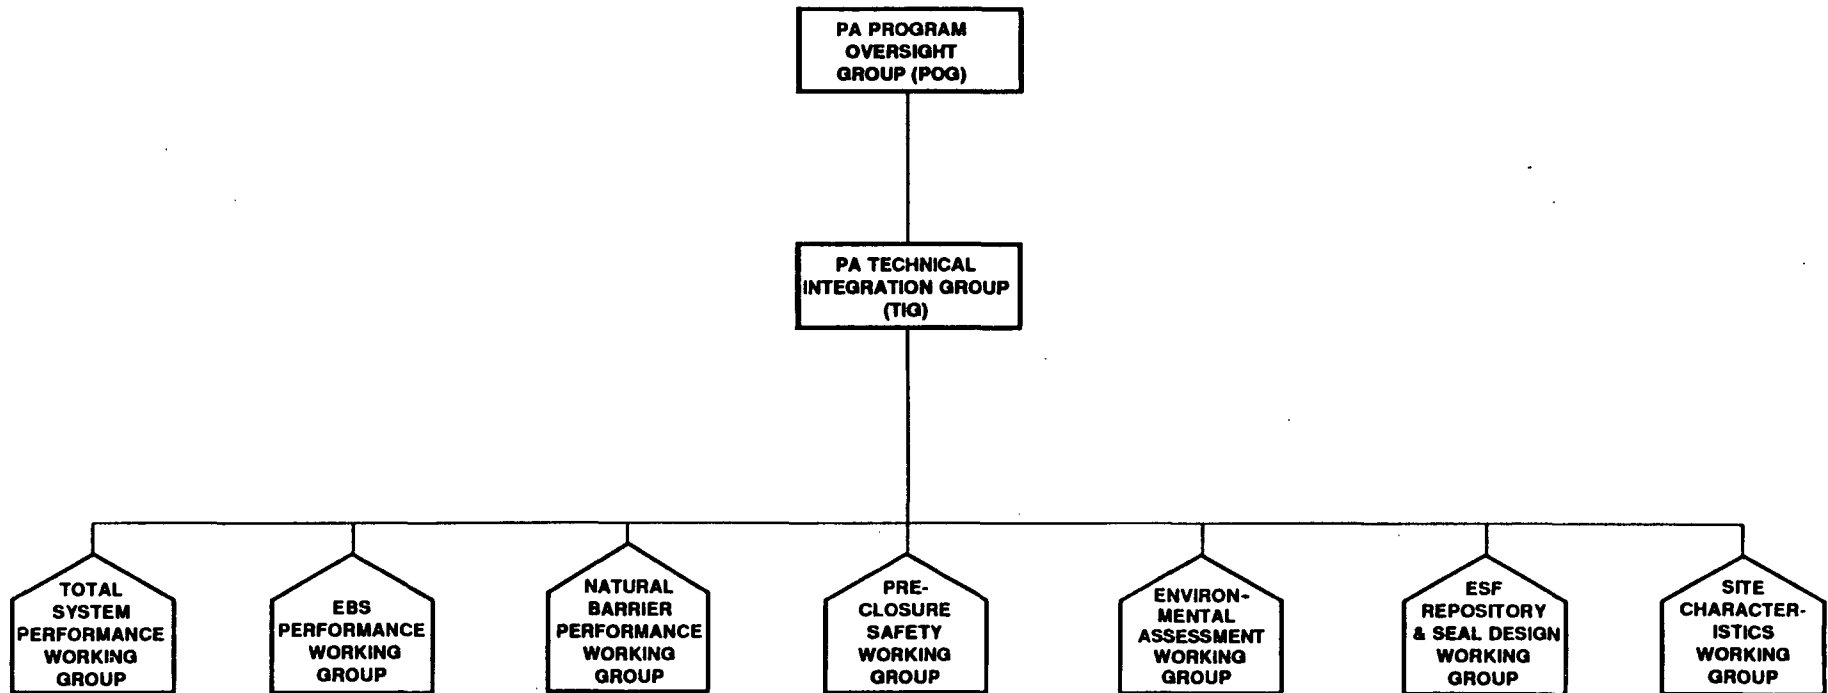 PA PROGRAM
OVERSIGHT
GROUP (POG)
PA TECHNICAL
INTEGRATION GROUP
(TIG)
TOTAL
SYSTEM
PERFORMANCE
WORKING
GROUP
EBS
PERFORMANCE
WORKING
GROUP
NATURAL
BARRIER
PERFORMANCE
WORKING
GROUP
PRE-
CLOSURE
SAFETY
WORKING
GROUP
ENVIRON-
MENTAL
ASSESSMENT
WORKING
GROUP
ESF
REPOSITORY
& SEAL DESIGN
WORKING
GROUP
SITE
CHARACTER-
ISTICS
WORKING
GROUP